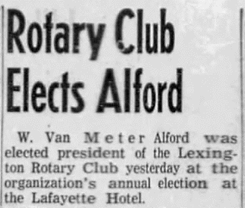 Rotary Club
Elects Alford
W. Van Meter Alford was
elected president of the Lexing-
ton Rotary Club yesterday at the
organization's annual election at
the Lafayette Hotel.